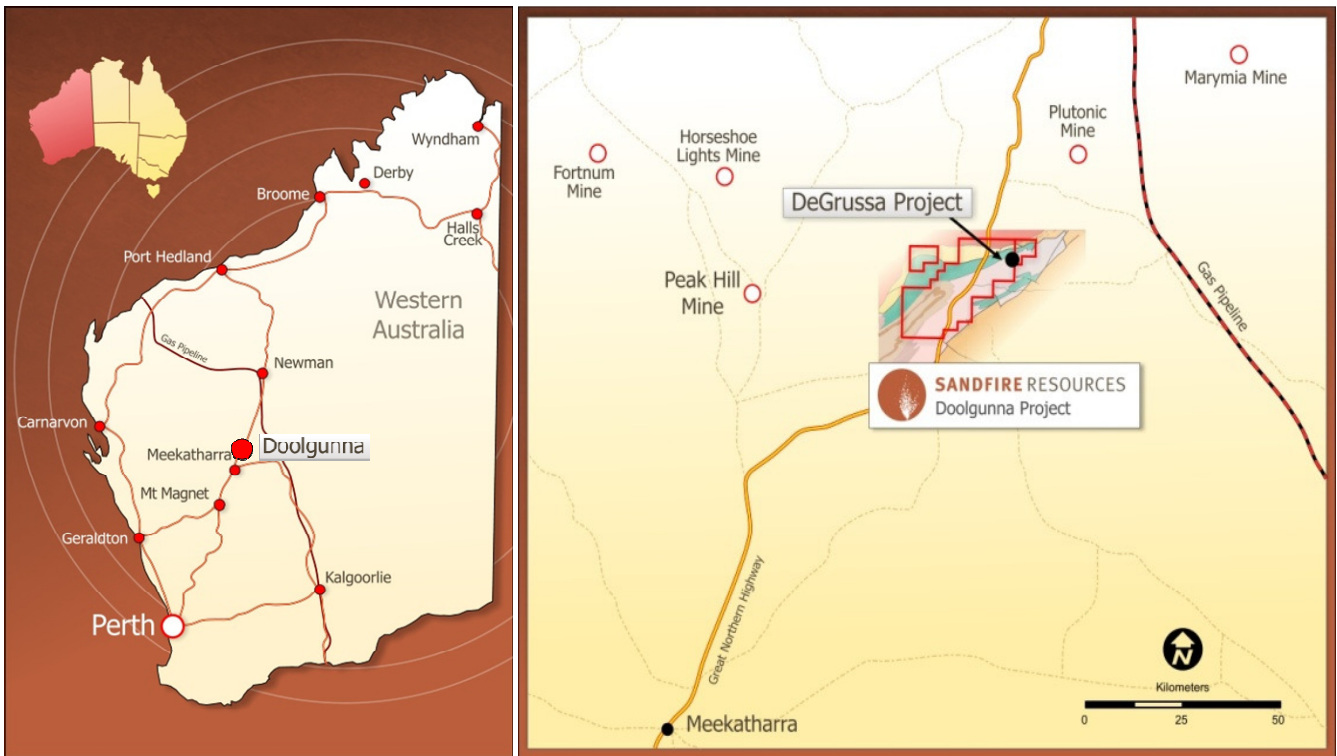 Wyndham
Derby
Broome
Halls
Creek
Port Hedland
Western
Australia
Gas Pipeline
Newman
Carnarvon
Doolgunna
Meekatharra
Mt Magnet
Geraldton
Kalgoorlie
Perth
Marymia Mine
Plutonic
Mine
Horseshoe
Lights Mine
Fortnum
Mine
DeGrussa Project
Peak Hill
Mine
Gas Pipeline
SANDFIRE RESOURCES
Doolgunna Project
Great Northern Highway
N
Kilometers
0 25 50
Meekatharra